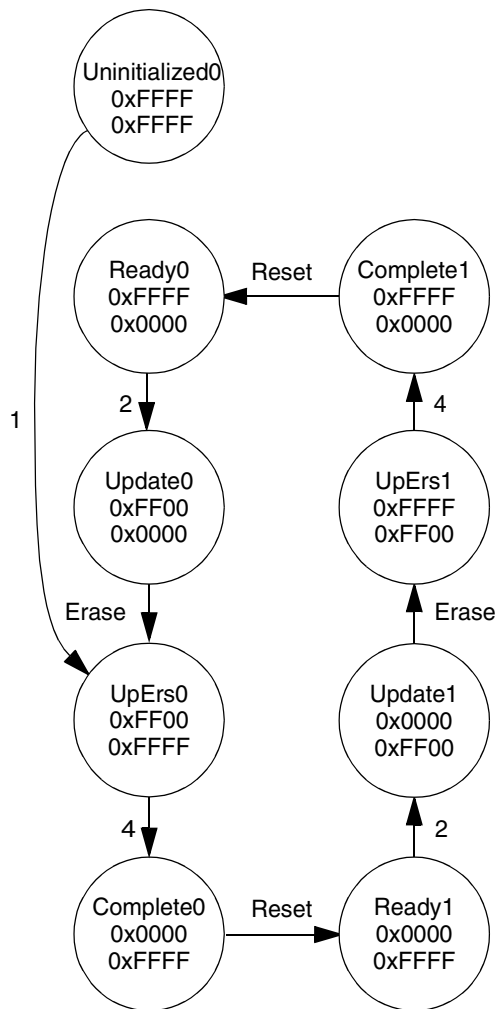 Uninitialized0
0xFFFF
0xFFFF
Ready0
0xFFFF
0x0000
Reset
Complete1
0xFFFF
0x0000
1
2
4
Update0
0xFF00
0x0000
UpErs1
0xFFFF
0xFF00
Erase
Erase
UpErs0
0xFF00
0xFFFF
Update1
0x0000
0xFF00
4
2
Complete0
0x0000
0xFFFF
Reset
Ready1
0x0000
0xFFFF